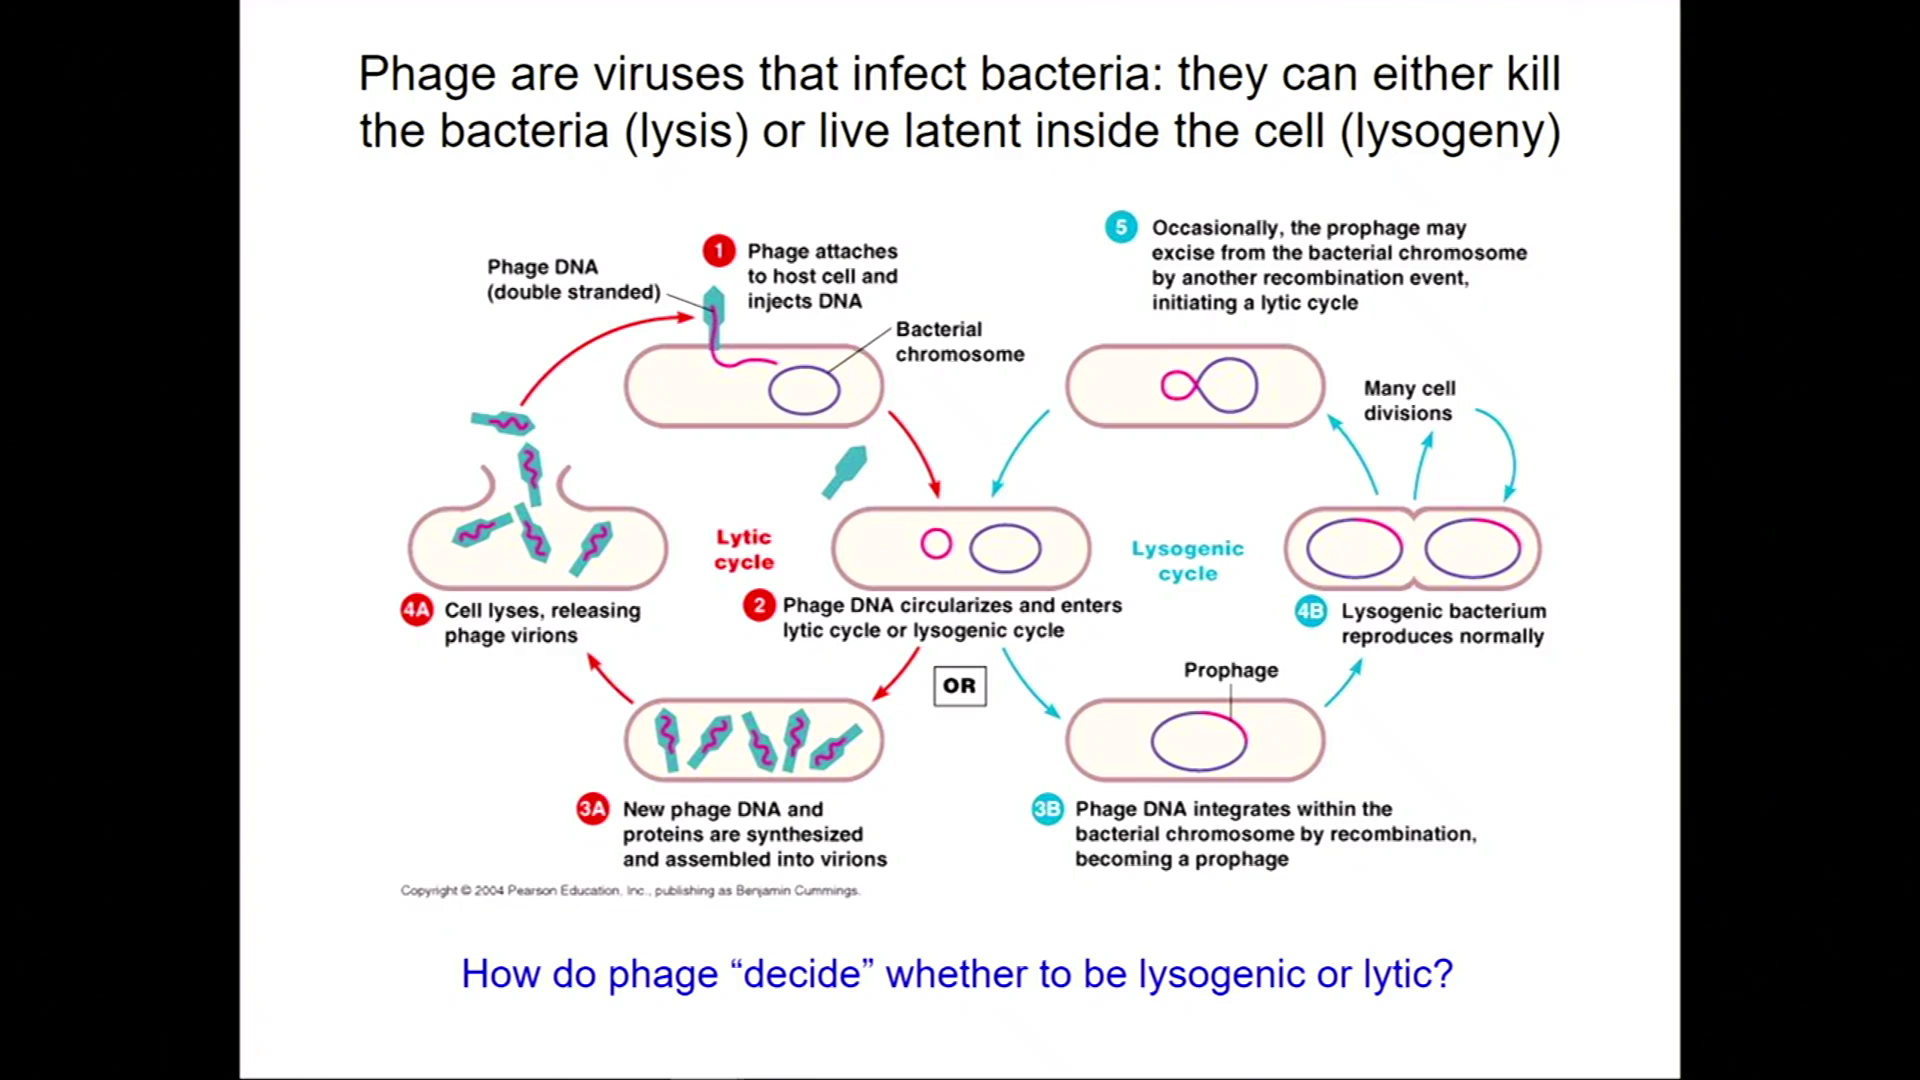 Phage are viruses that infect bacteria: they can either kill
the bacteria (lysis) or live latent inside the cell (lysogeny)
Phage DNA
(double stranded)
1
Phage attaches
to host cell and
injects DNA
Bacterial
chromosome
5
Occasionally, the prophage may
excise from the bacterial chromosome
by another recombination event,
initiating a lytic cycle
Many cell
divisions
Lytic
cycle
Lysogenic
cycle
4A
Cell lyses, releasing
phage virions
2
Phage DNA circularizes and enters
lytic cycle or lysogenic cycle
4B
Lysogenic bacterium
reproduces normally
OR
Prophage
3A
New phage DNA and
proteins are synthesized
and assembled into virions
3B
Phage DNA integrates within the
bacterial chromosome by recombination,
becoming a prophage
Copyright © 2004 Pearson Education, Inc., publishing as Benjamin Cummings.
How do phage “decide” whether to be lysogenic or lytic?